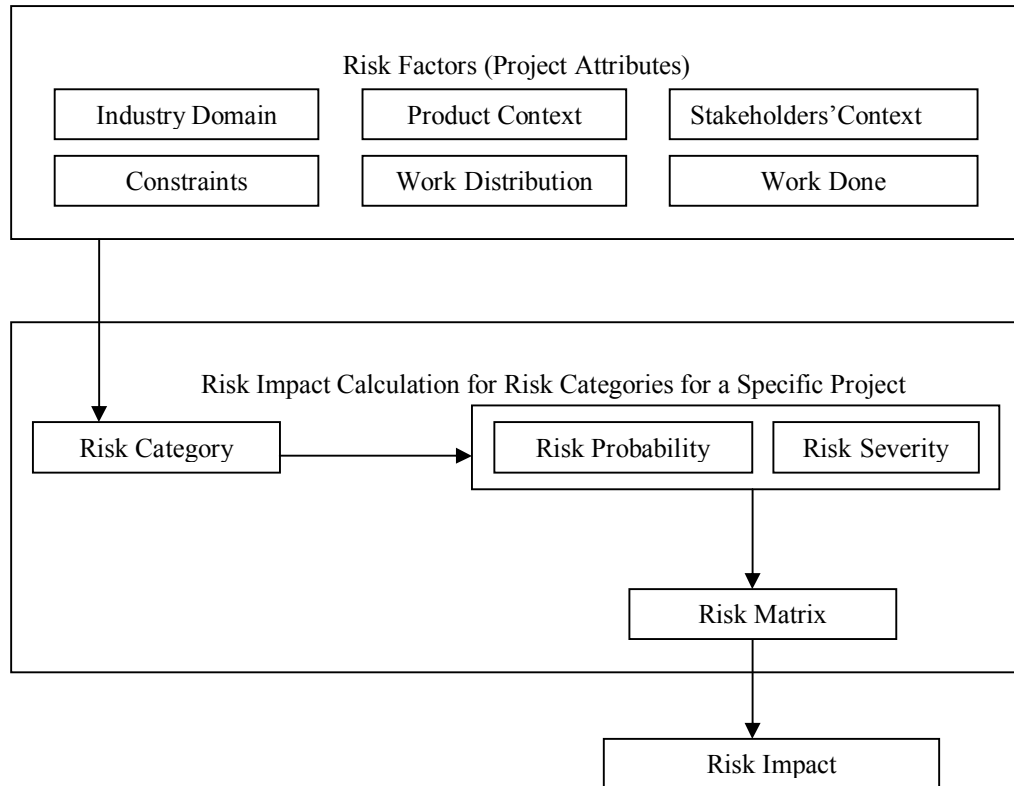 Risk Factors (Project Attributes)
Industry Domain
Product Context
Stakeholders'Context
Constraints
Work Distribution
Work Done
Risk Impact Calculation for Risk Categories for a Specific Project
Risk Category
Risk Probability
Risk Severity
Risk Matrix
Risk Impact